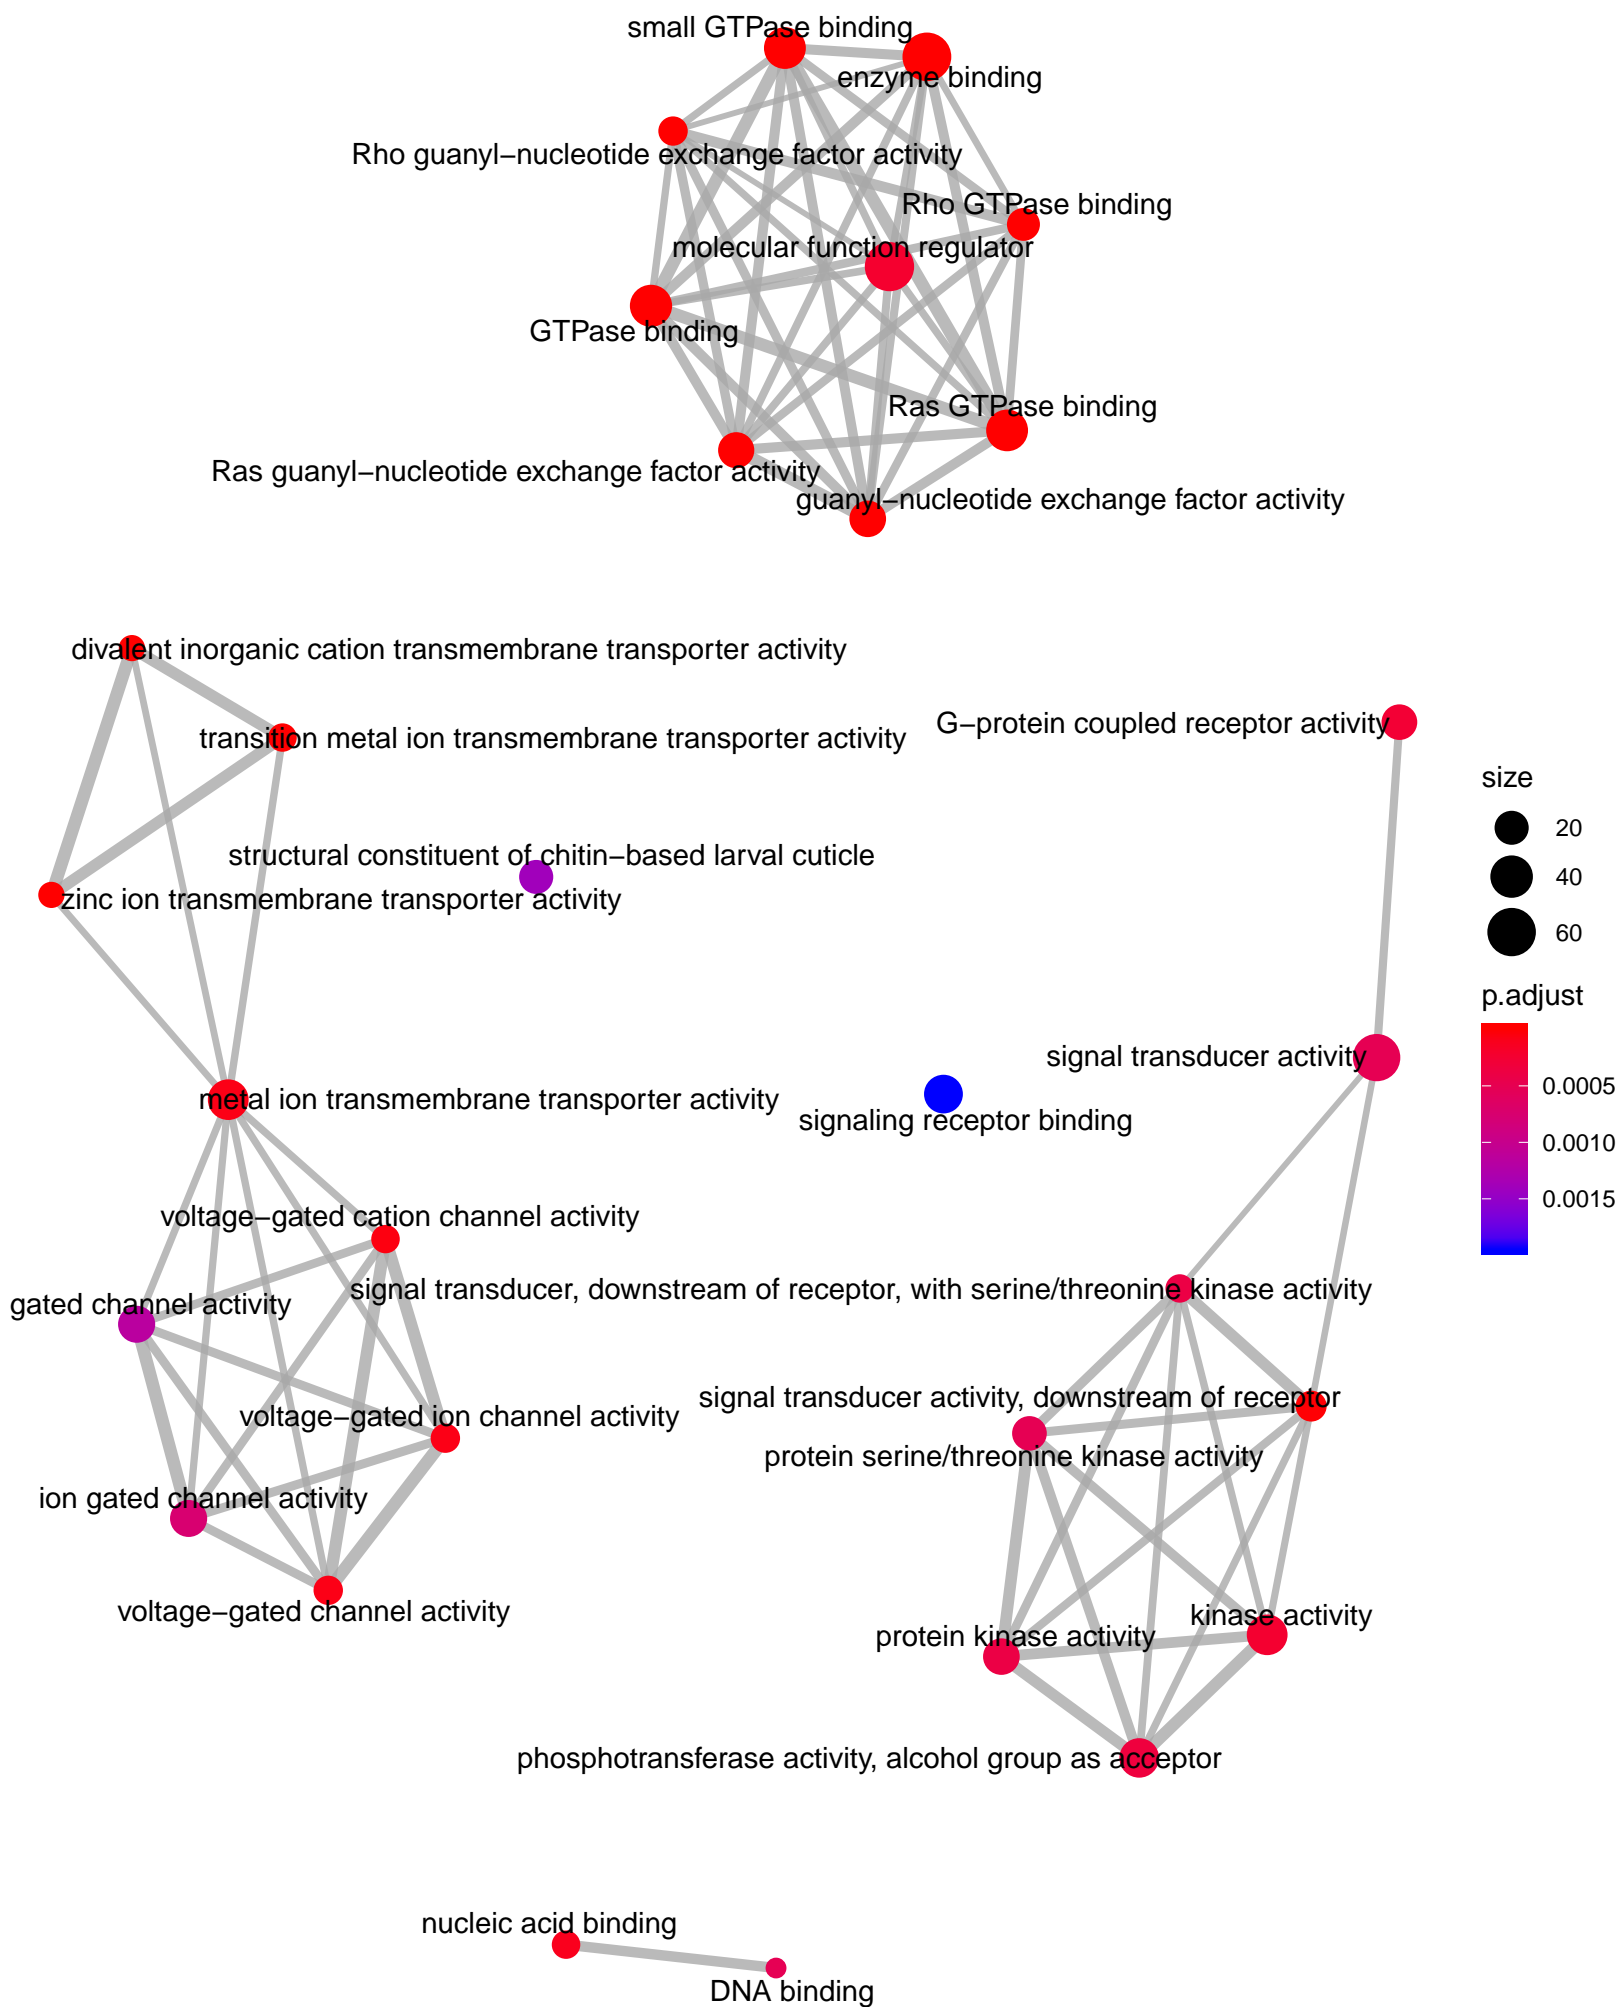 small GTPase binding
enzyme binding
Rho guanyl−nucleotide exchange factor activity
Rho GTPase binding
molecular function regulator
GTPase binding
Ras GTPase binding
Ras guanyl−nucleotide exchange factor activity
guanyl−nucleotide exchange factor activity
divalent inorganic cation transmembrane transporter activity
transition metal ion transmembrane transporter activity
G−protein coupled receptor activity
structural constituent of chitin−based larval cuticle
zinc ion transmembrane transporter activity
signal transducer activity
metal ion transmembrane transporter activity
signaling receptor binding
voltage−gated cation channel activity
signal transducer, downstream of receptor, with serine/threonine kinase activity
gated channel activity
signal transducer activity, downstream of receptor
voltage−gated ion channel activity
protein serine/threonine kinase activity
ion gated channel activity
voltage−gated channel activity
kinase activity
protein kinase activity
phosphotransferase activity, alcohol group as acceptor
nucleic acid binding
DNA binding
size
20
40
60
p.adjust
0.0005
0.0010
0.0015